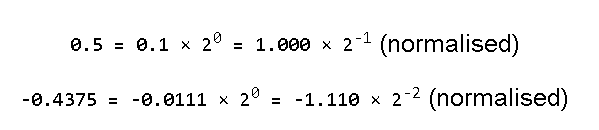 0.5 = 0.1 × 2⁰ = 1.000 × 2⁻¹ (normalised)
-0.4375 = -0.0111 × 2⁰ = -1.110 × 2⁻² (normalised)